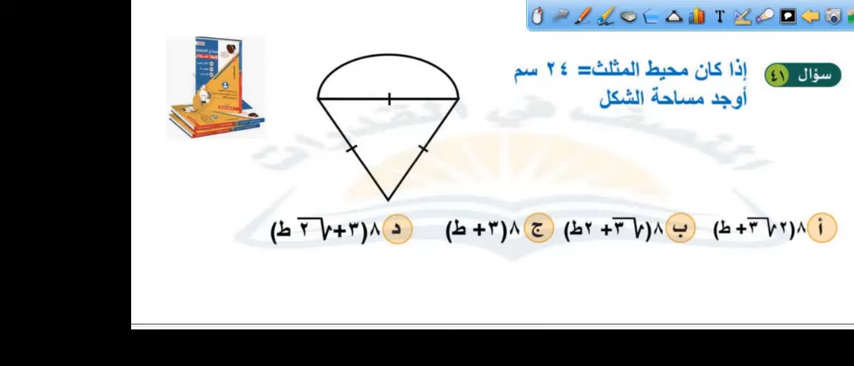 سؤال ٤١
إذا كان محيط المثلث= ٢٤ سم
أوجد مساحة الشكل
أ ٨(٢√٣+ ط) ب ٨(√٣+ ٢ط) ج ٨(٣+ ط) د ٨(٣+√٢ ط)